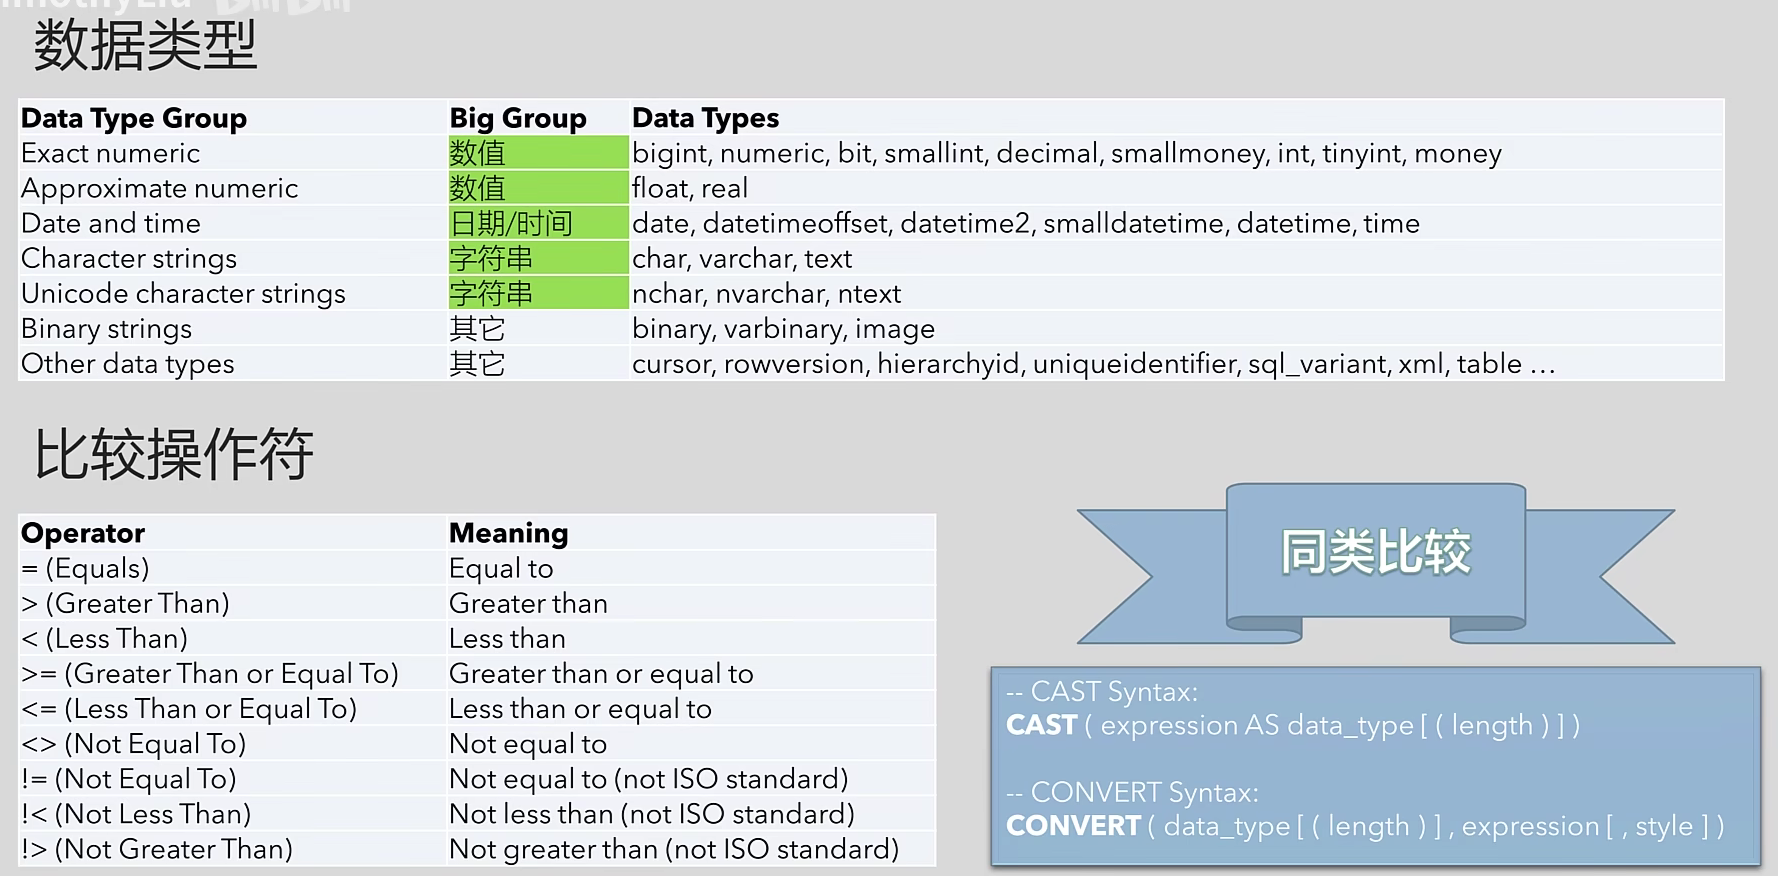 数据类型
Data Type Group Big Group Data Types
Exact numeric 数值 bigint, numeric, bit, smallint, decimal, smallmoney, int, tinyint, money
Approximate numeric 数值 float, real
Date and time 日期/时间 date, datetimeoffset, datetime2, smalldatetime, datetime, time
Character strings 字符串 char, varchar, text
Unicode character strings 字符串 nchar, nvarchar, ntext
Binary strings 其它 binary, varbinary, image
Other data types 其它 cursor, rowversion, hierarchyid, uniqueidentifier, sql_variant, xml, table …
比较操作符
Operator Meaning
= (Equals) Equal to
> (Greater Than) Greater than
< (Less Than) Less than
>= (Greater Than or Equal To) Greater than or equal to
<= (Less Than or Equal To) Less than or equal to
<> (Not Equal To) Not equal to
!= (Not Equal To) Not equal to (not ISO standard)
!< (Not Less Than) Not less than (not ISO standard)
!> (Not Greater Than) Not greater than (not ISO standard)
同类比较
-- CAST Syntax:
CAST ( expression AS data_type [ ( length ) ] )
-- CONVERT Syntax:
CONVERT ( data_type [ ( length ) ] , expression [ , style ] )